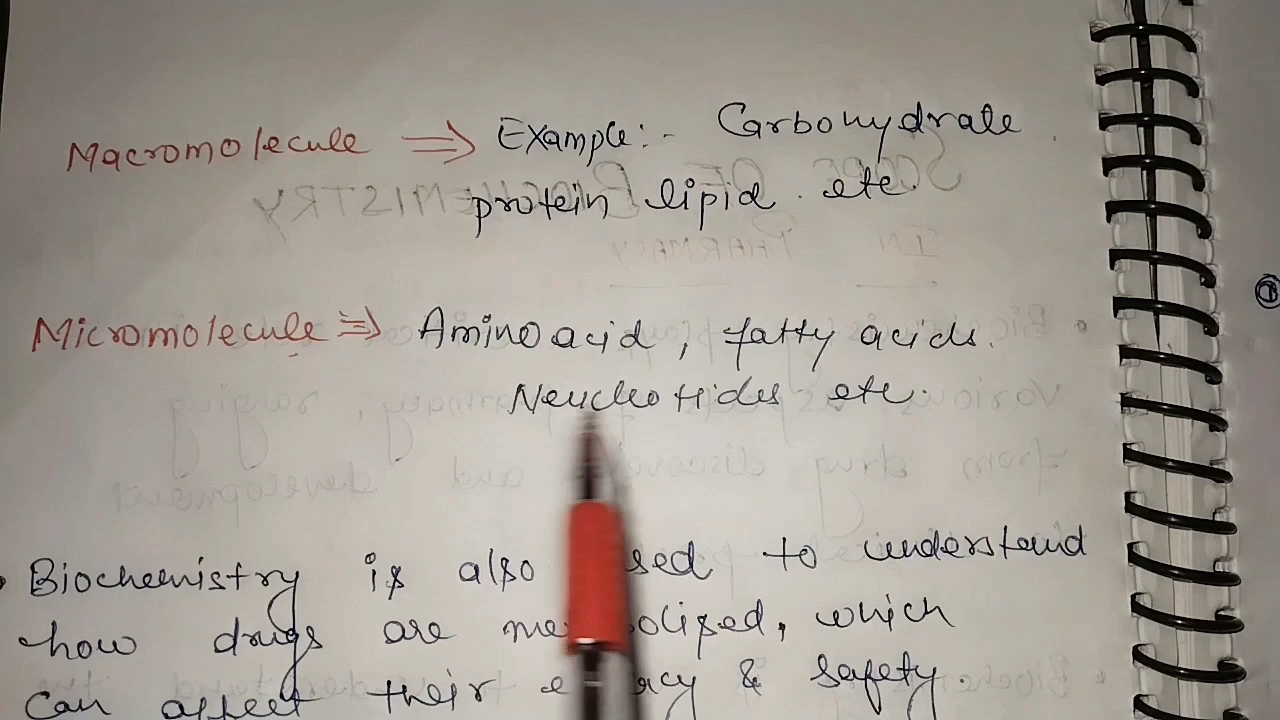 Macromolecule ⇒ Example:- Carbohydrate
protein lipid. etc.
Micromolecule ⇒ Amino acid, fatty acids.
Neucleotides etc.
• Biochemistry is also used to understand
how drugs are metabolised, which
can affect their efficacy & safety.